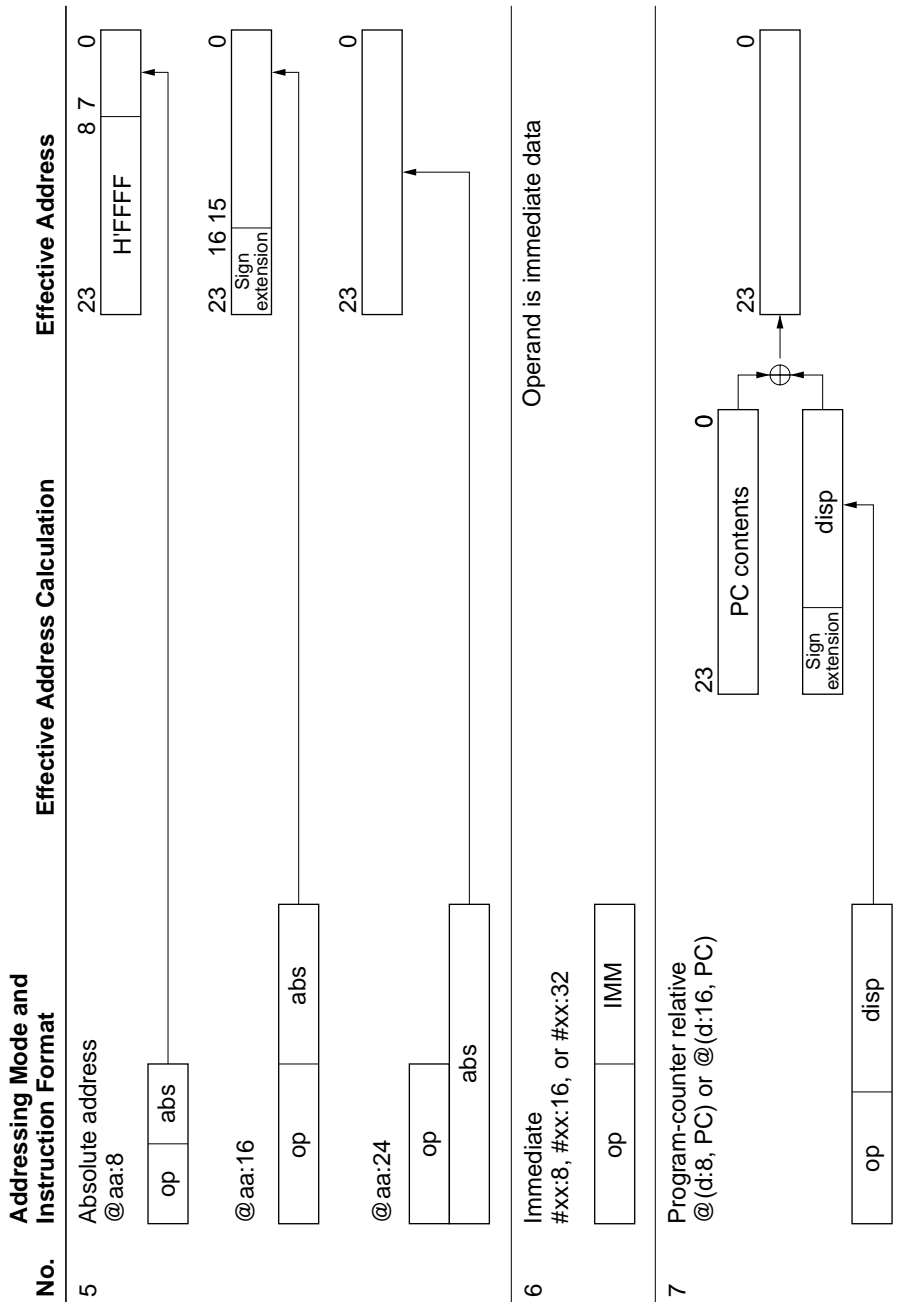 No.
Addressing Mode and
Instruction Format
Effective Address Calculation
Effective Address
5
Absolute address
@aa:8
op
abs
23
8 7
0
H'FFFF
@aa:16
op
abs
23
16 15
0
Sign
extension
@aa:24
op
abs
23
0
6
Immediate
#xx:8, #xx:16, or #xx:32
op
IMM
Operand is immediate data
7
Program-counter relative
@(d:8, PC) or @(d:16, PC)
op
disp
23
0
PC contents
Sign
extension
disp
23
0